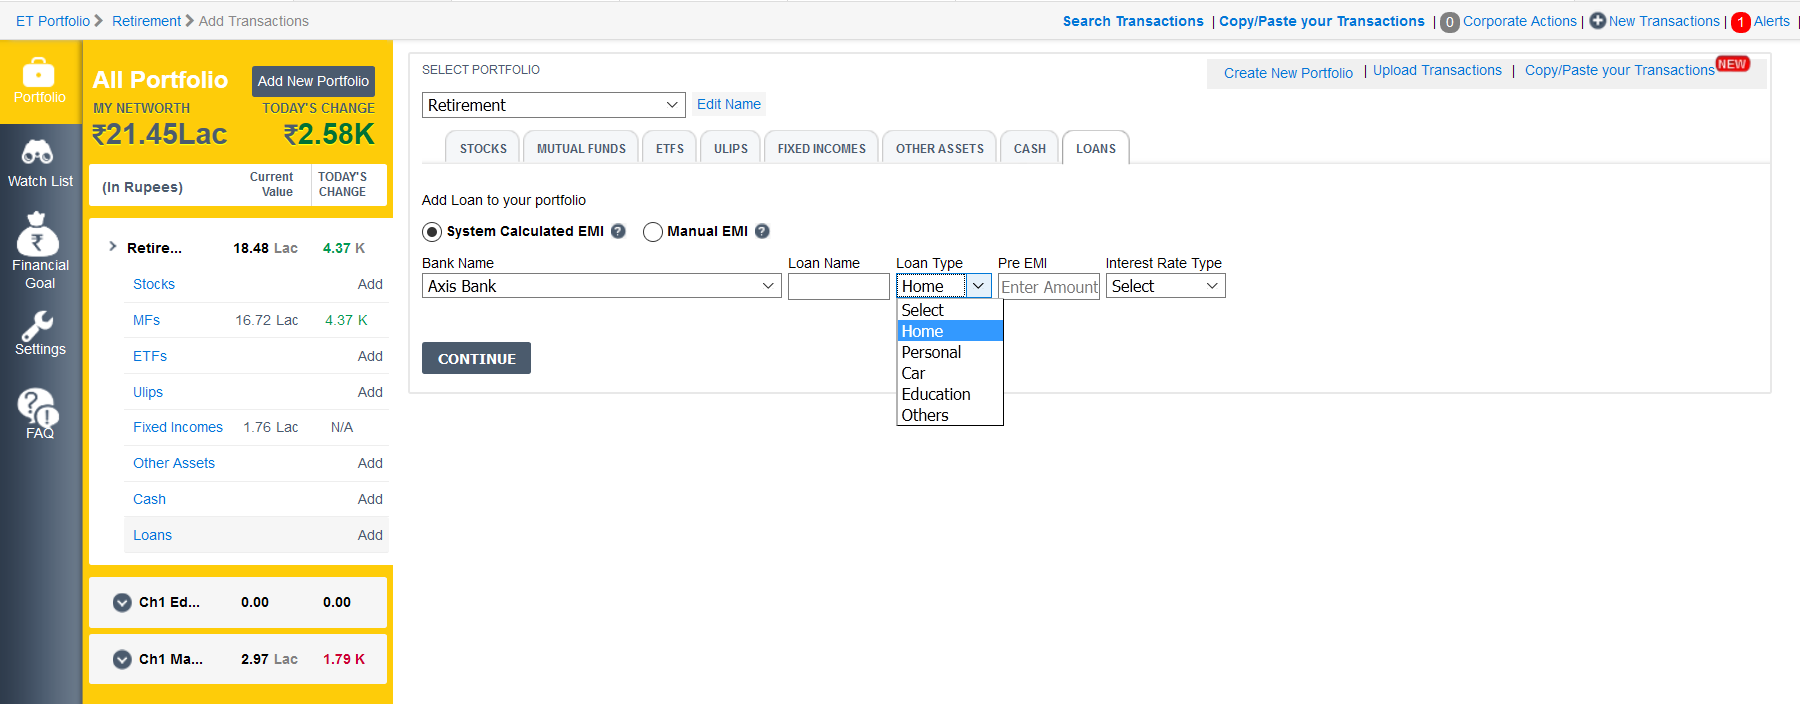 ET Portfolio Retirement Add Transactions
Search Transactions | Copy/Paste your Transactions | 0 Corporate Actions | New Transactions | 1 Alerts |
Portfolio
Watch List
Financial
Goal
Settings
FAQ
All Portfolio Add New Portfolio
MY NETWORTH TODAY'S CHANGE
₹21.45Lac ₹2.58K
(In Rupees) Current Value TODAY'S CHANGE
Retire... 18.48 Lac 4.37 K
Stocks Add
MFs 16.72 Lac 4.37 K
ETFs Add
Ulips Add
Fixed Incomes 1.76 Lac N/A
Other Assets Add
Cash Add
Loans Add
Ch1 Ed... 0.00 0.00
Ch1 Ma... 2.97 Lac 1.79 K
SELECT PORTFOLIO
Create New Portfolio | Upload Transactions | Copy/Paste your Transactions NEW
Retirement Edit Name
STOCKS MUTUAL FUNDS ETFS ULIPS FIXED INCOMES OTHER ASSETS CASH LOANS
Add Loan to your portfolio
System Calculated EMI ? Manual EMI ?
Bank Name Loan Name Loan Type Pre EMI Interest Rate Type
Axis Bank Home Enter Amount Select
Select
Home
Personal
Car
Education
Others
CONTINUE